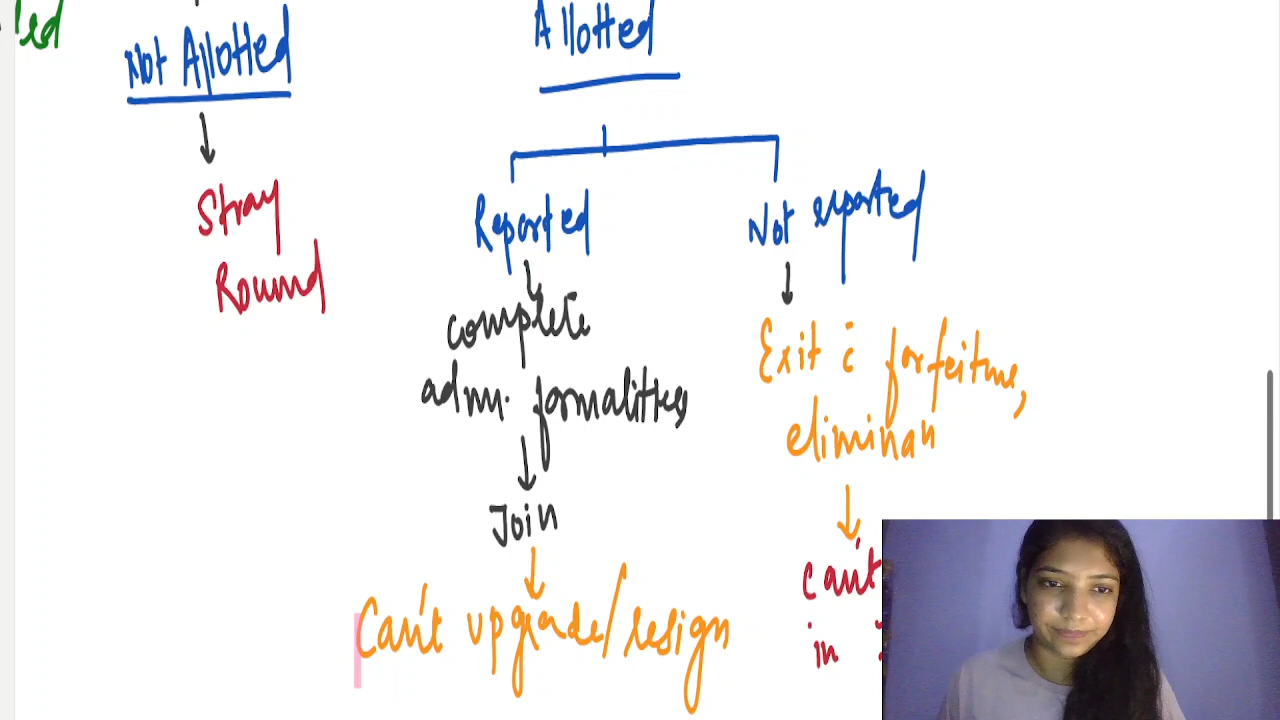 Not Allotted
Allotted
Stray
Round
Reported
Not reported
complete
adm. formalities
Join
Can't upgrade/resign
Exit c̄ forfeiture,
eliminan
can't
in